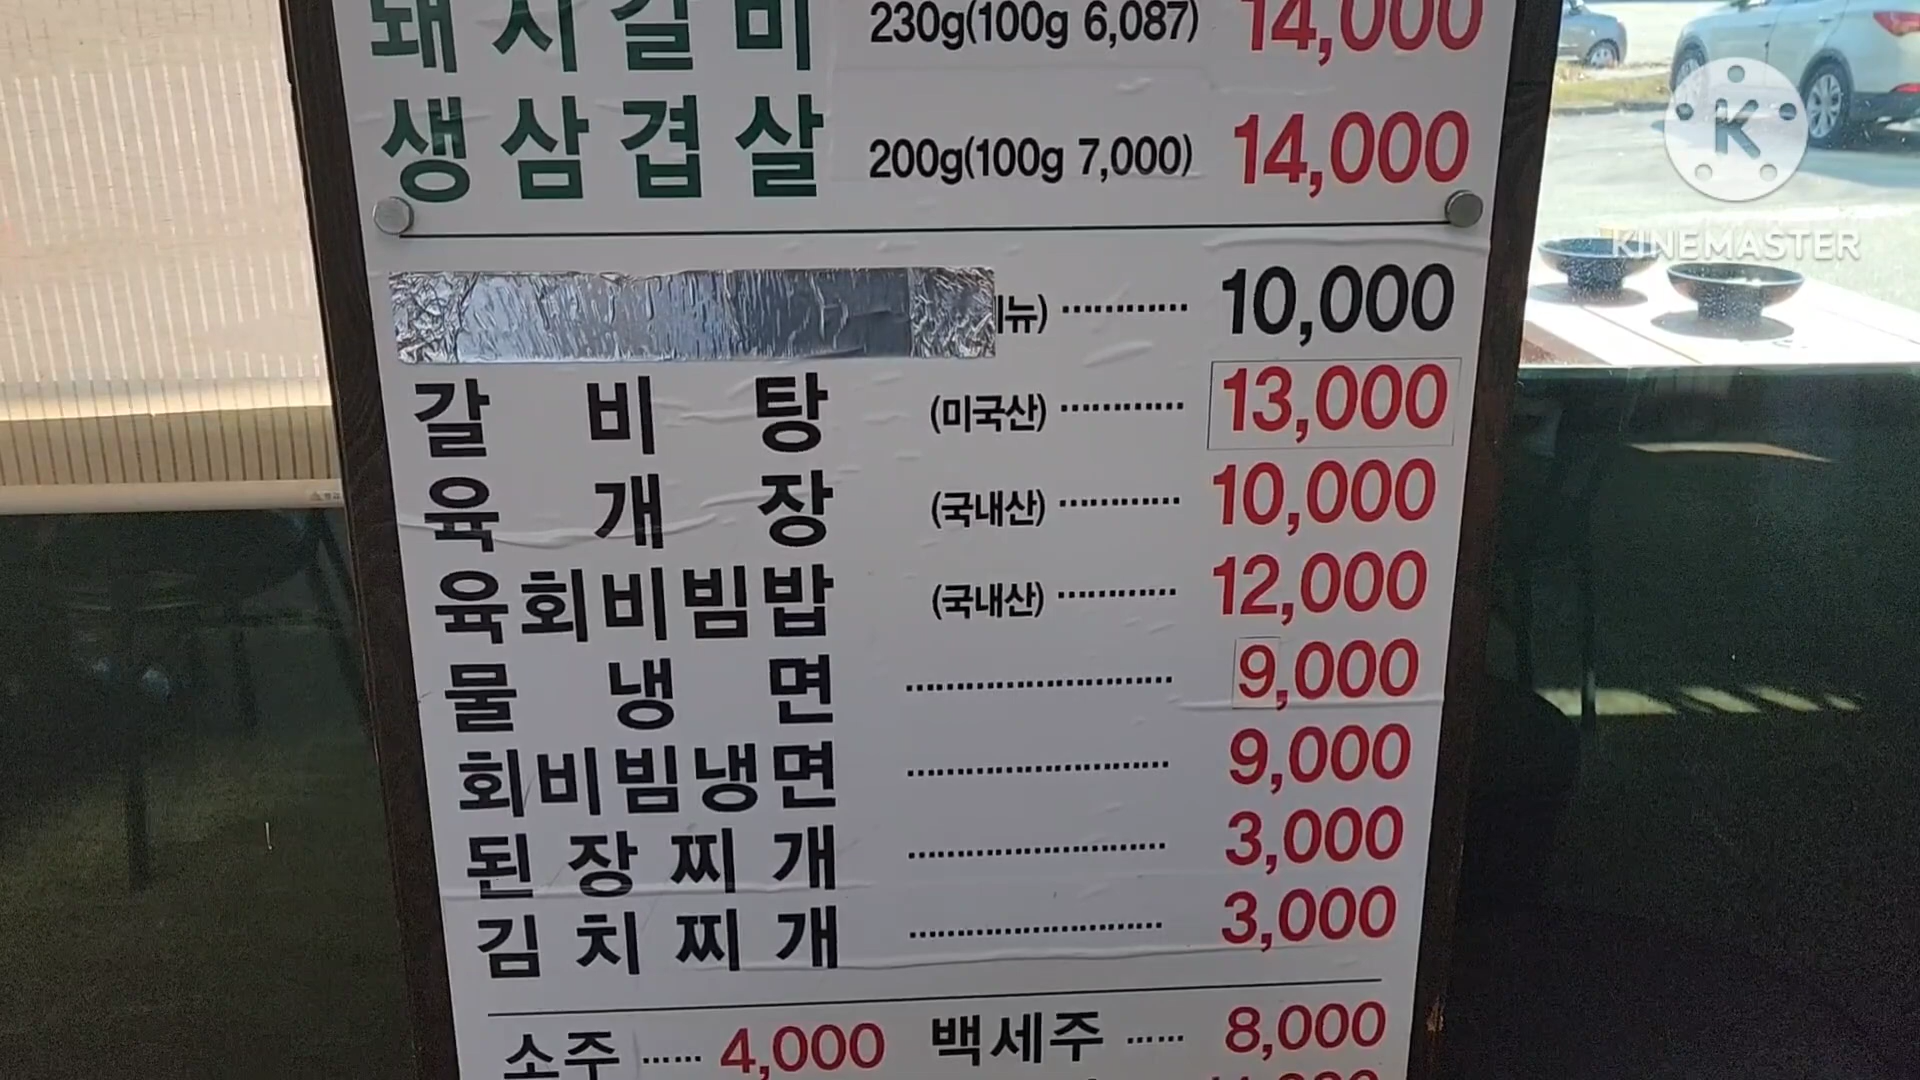 돼지갈비 230g(100g 6,087) 14,000
생삼겹살 200g(100g 7,000) 14,000
뉴) ············ 10,000
갈비탕 (미국산) ············ 13,000
육개장 (국내산) ············ 10,000
육회비빔밥 (국내산) ············ 12,000
물냉면 ·························· 9,000
회비빔냉면 ·························· 9,000
된장찌개 ·························· 3,000
김치찌개 ·························· 3,000
소주 ······ 4,000 백세주 ······ 8,000
K
KINEMASTER